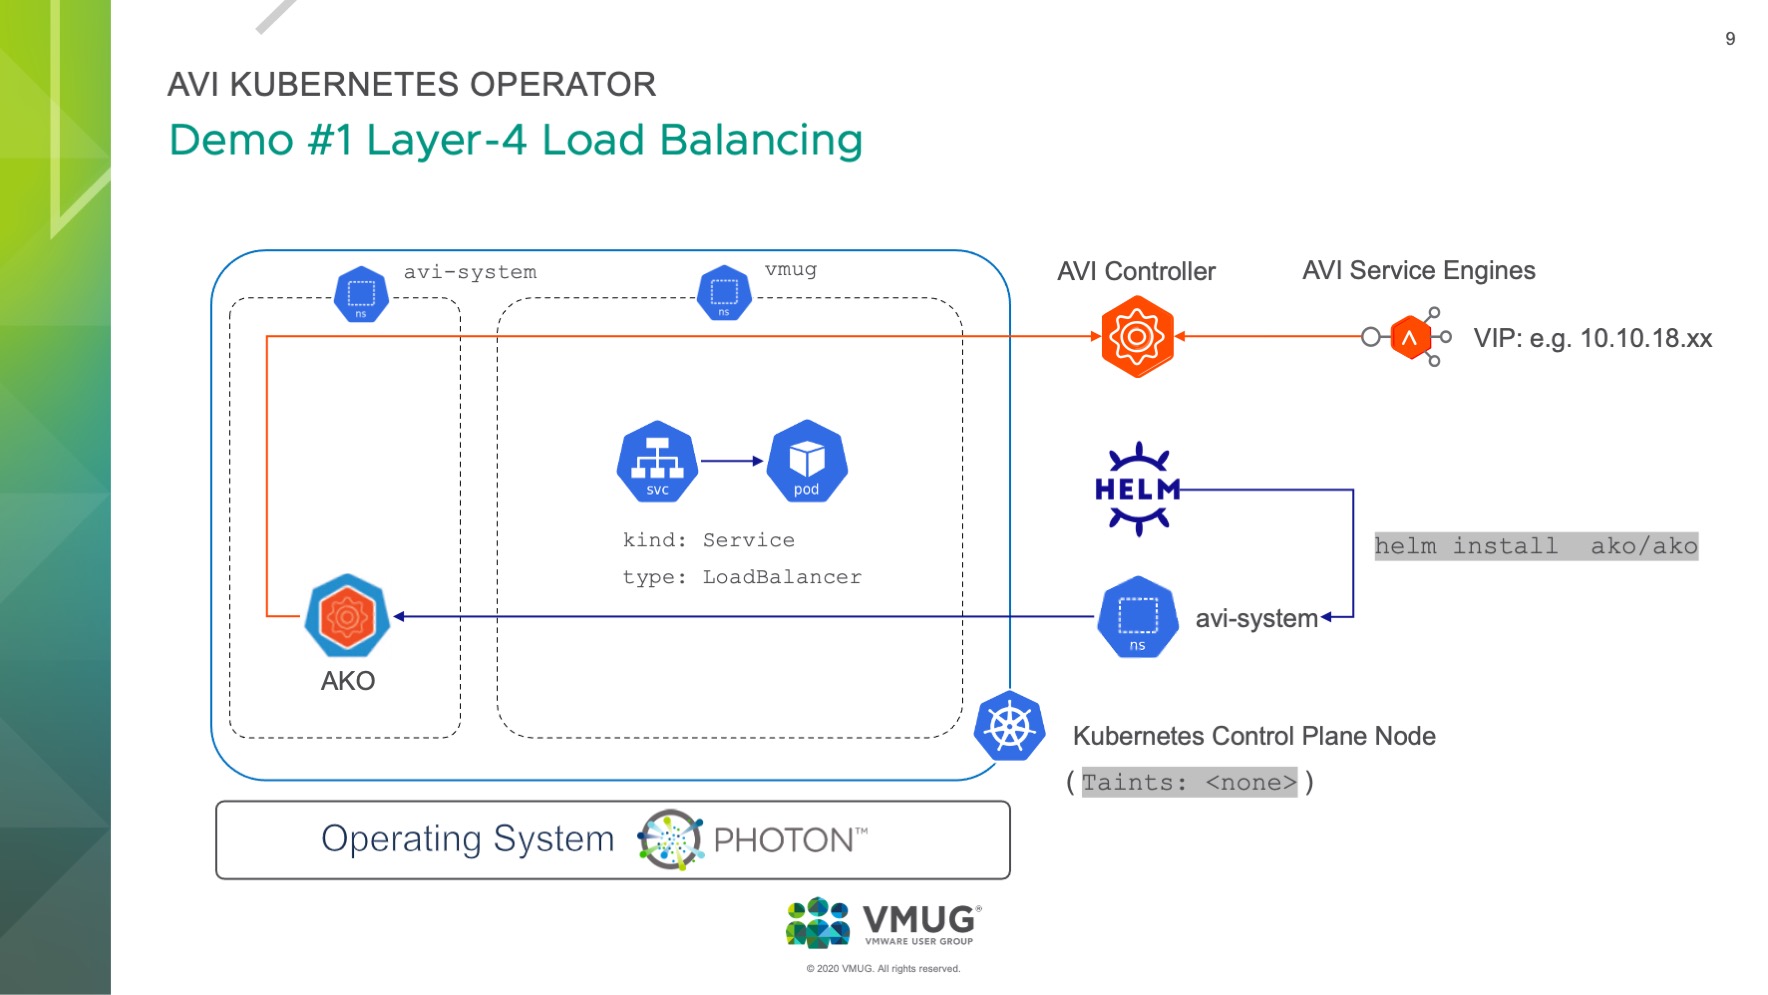 9
AVI KUBERNETES OPERATOR
Demo #1 Layer-4 Load Balancing
avi-system
vmug
ns
ns
AVI Controller
AVI Service Engines
VIP: e.g. 10.10.18.xx
svc
pod
kind: Service
type: LoadBalancer
HELM
helm install  ako/ako
ns
avi-system
AKO
Kubernetes Control Plane Node
(Taints: <none>)
Operating System PHOTON™
VMUG®
VMWARE USER GROUP
© 2020 VMUG. All rights reserved.